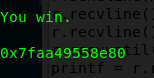 r.recvline(
You win.
r.recvline(
0x7faa49558e80
printf = r.r